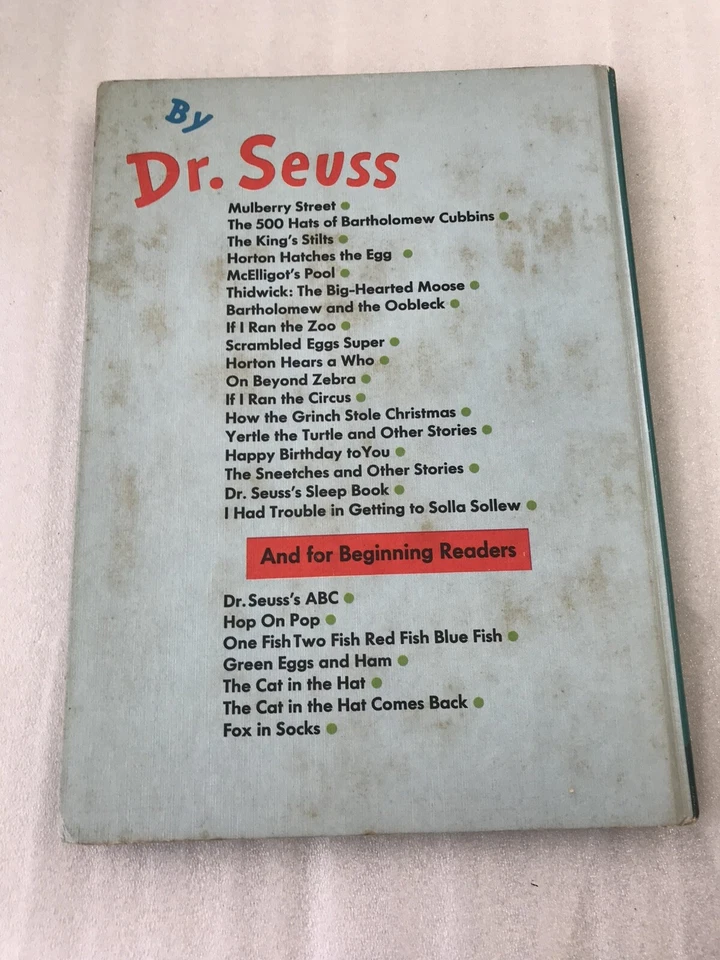 By
Dr. Seuss
Mulberry Street
The 500 Hats of Bartholomew Cubbins
The King's Stilts
Horton Hatches the Egg
McElligot's Pool
Thidwick: The Big-Hearted Moose
Bartholomew and the Oobleck
If I Ran the Zoo
Scrambled Eggs Super
Horton Hears a Who
On Beyond Zebra
If I Ran the Circus
How the Grinch Stole Christmas
Yertle the Turtle and Other Stories
Happy Birthday to You
The Sneetches and Other Stories
Dr. Seuss's Sleep Book
I Had Trouble in Getting to Solla Sollew
And for Beginning Readers
Dr. Seuss's ABC
Hop On Pop
One Fish Two Fish Red Fish Blue Fish
Green Eggs and Ham
The Cat in the Hat
The Cat in the Hat Comes Back
Fox in Socks